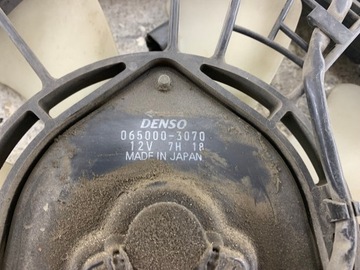 DENSO
065000-3070
12V 7H 18
MADE IN JAPAN